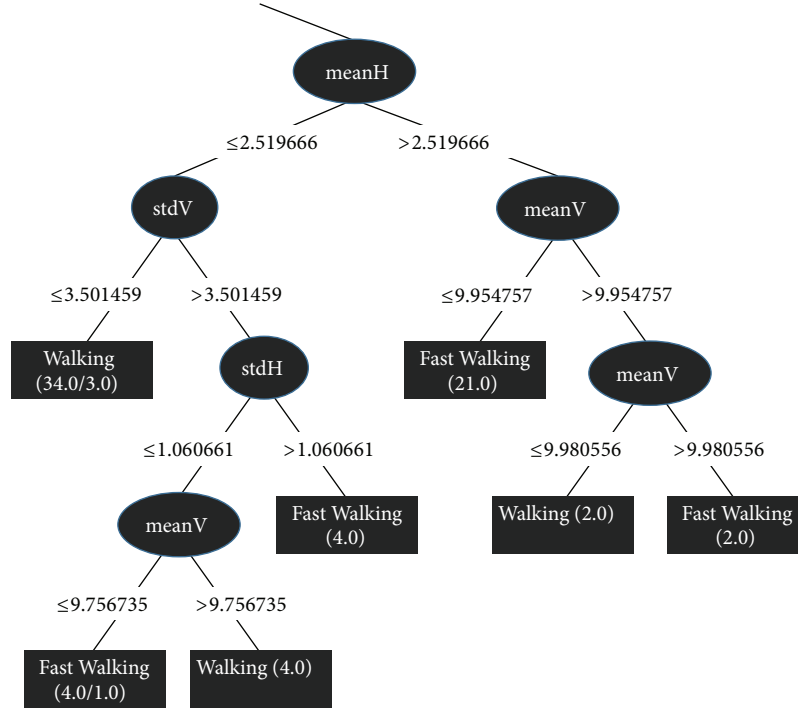 meanH
≤2.519666
>2.519666
stdV
meanV
≤3.501459
>3.501459
≤9.954757
>9.954757
Walking
(34.0/3.0)
stdH
Fast Walking
(21.0)
meanV
≤1.060661
>1.060661
≤9.980556
>9.980556
meanV
Fast Walking
(4.0)
Walking (2.0)
Fast Walking
(2.0)
≤9.756735
>9.756735
Fast Walking
(4.0/1.0)
Walking (4.0)